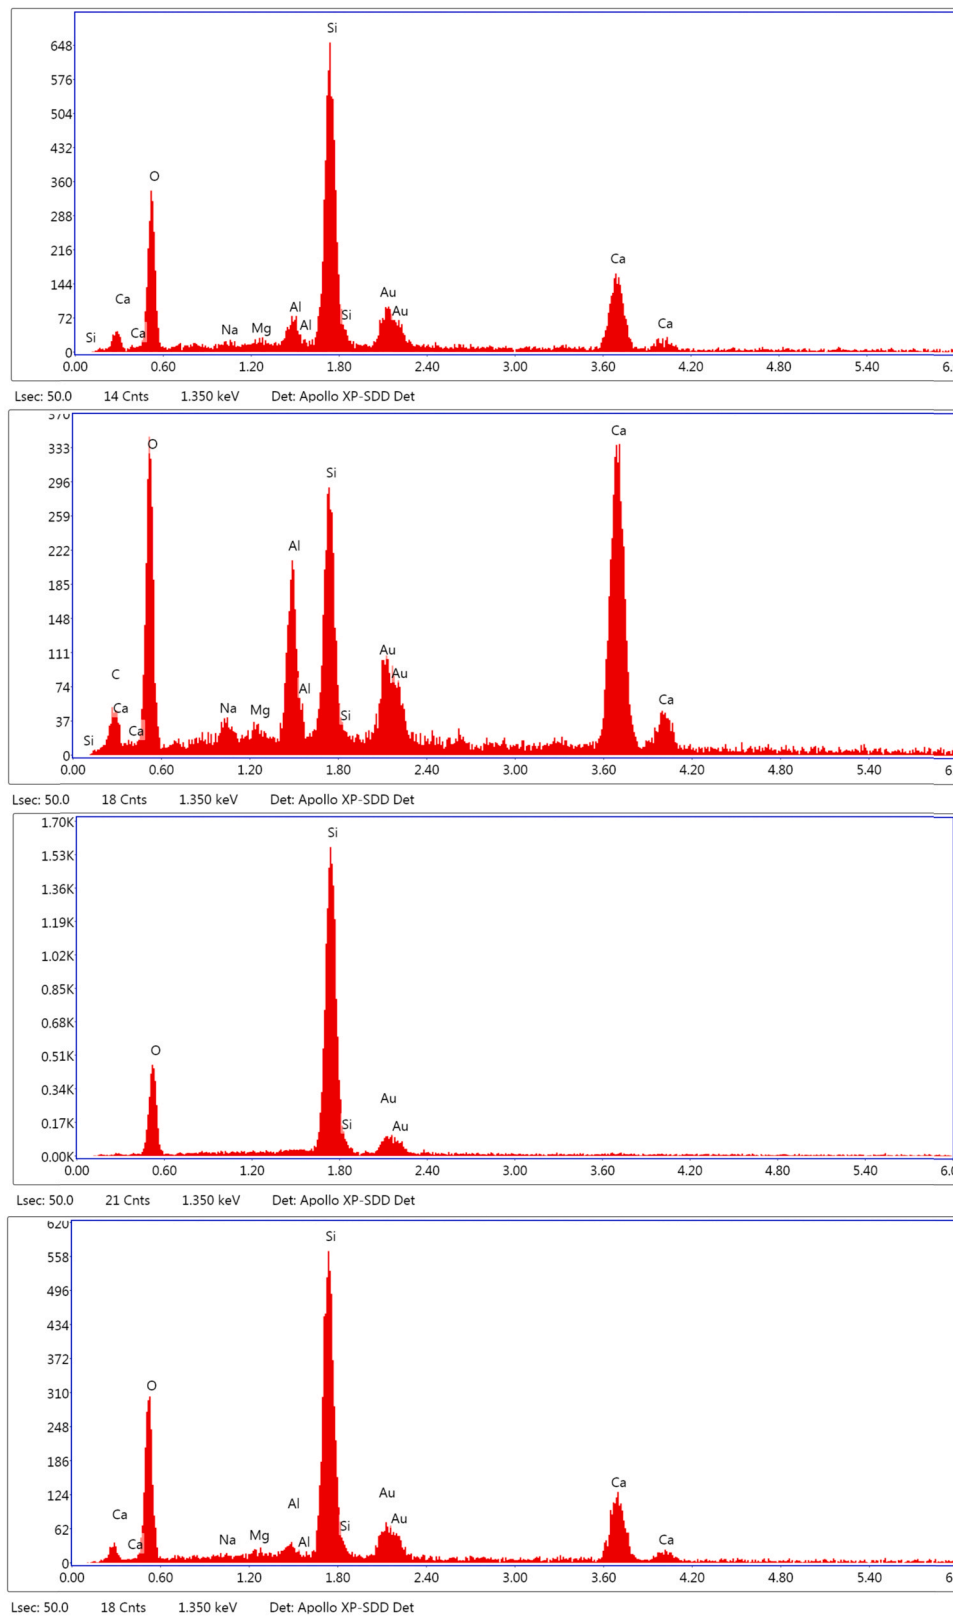 Si
648
576
504
432
360
O
288
216
144
Ca
Au
Al
Au
Ca
72
Si
Ca
Na
Mg
Al
Si
Ca
0
0.00 0.60 1.20 1.80 2.40 3.00 3.60 4.20 4.80 5.40 6.
Lsec: 50.0 14 Cnts 1.350 keV Det: Apollo XP-SDD Det
370
333
O
Ca
296
Si
259
222
Al
185
148
111
C
Au
Au
74
Al
Ca
Na
Mg
Si
Ca
37
Si
Ca
0
0.00 0.60 1.20 1.80 2.40 3.00 3.60 4.20 4.80 5.40 6.
Lsec: 50.0 18 Cnts 1.350 keV Det: Apollo XP-SDD Det
1.70K
Si
1.53K
1.36K
1.19K
1.02K
0.85K
0.68K
0.51K
O
0.34K
Au
0.17K
Si
Au
0.00K
0.00 0.60 1.20 1.80 2.40 3.00 3.60 4.20 4.80 5.40 6.0
Lsec: 50.0 21 Cnts 1.350 keV Det: Apollo XP-SDD Det
620
Si
558
496
434
372
310
O
248
186
124
Ca
Al
Au
Au
Ca
62
Ca
Na
Mg
Al
Si
Ca
0
0.00 0.60 1.20 1.80 2.40 3.00 3.60 4.20 4.80 5.40 6.
Lsec: 50.0 18 Cnts 1.350 keV Det: Apollo XP-SDD Det